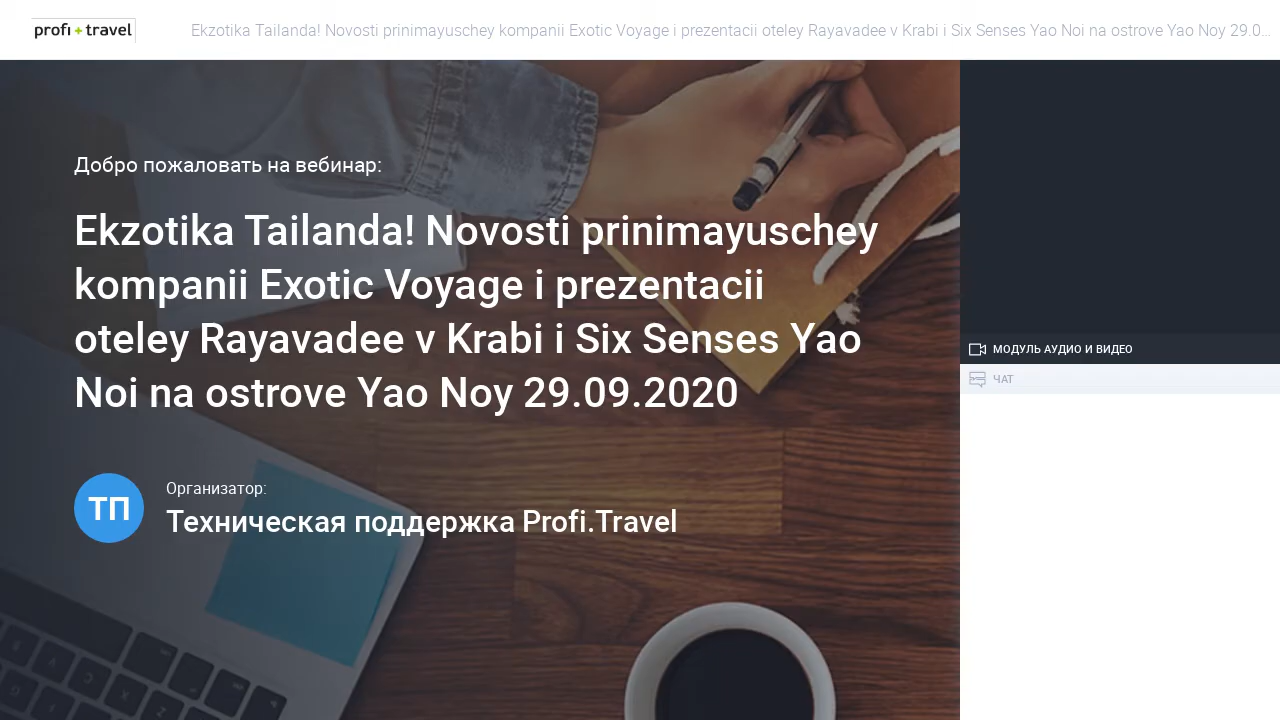 profi + travel
Ekzotika Tailanda! Novosti prinimayuschey kompanii Exotic Voyage i prezentacii oteley Rayavadee v Krabi i Six Senses Yao Noi na ostrove Yao Noy 29.0...
Добро пожаловать на вебинар:
Ekzotika Tailanda! Novosti prinimayuschey
kompanii Exotic Voyage i prezentacii
oteley Rayavadee v Krabi i Six Senses Yao
Noi na ostrove Yao Noy 29.09.2020
ТП
Организатор:
Техническая поддержка Profi.Travel
МОДУЛЬ АУДИО И ВИДЕО
ЧАТ